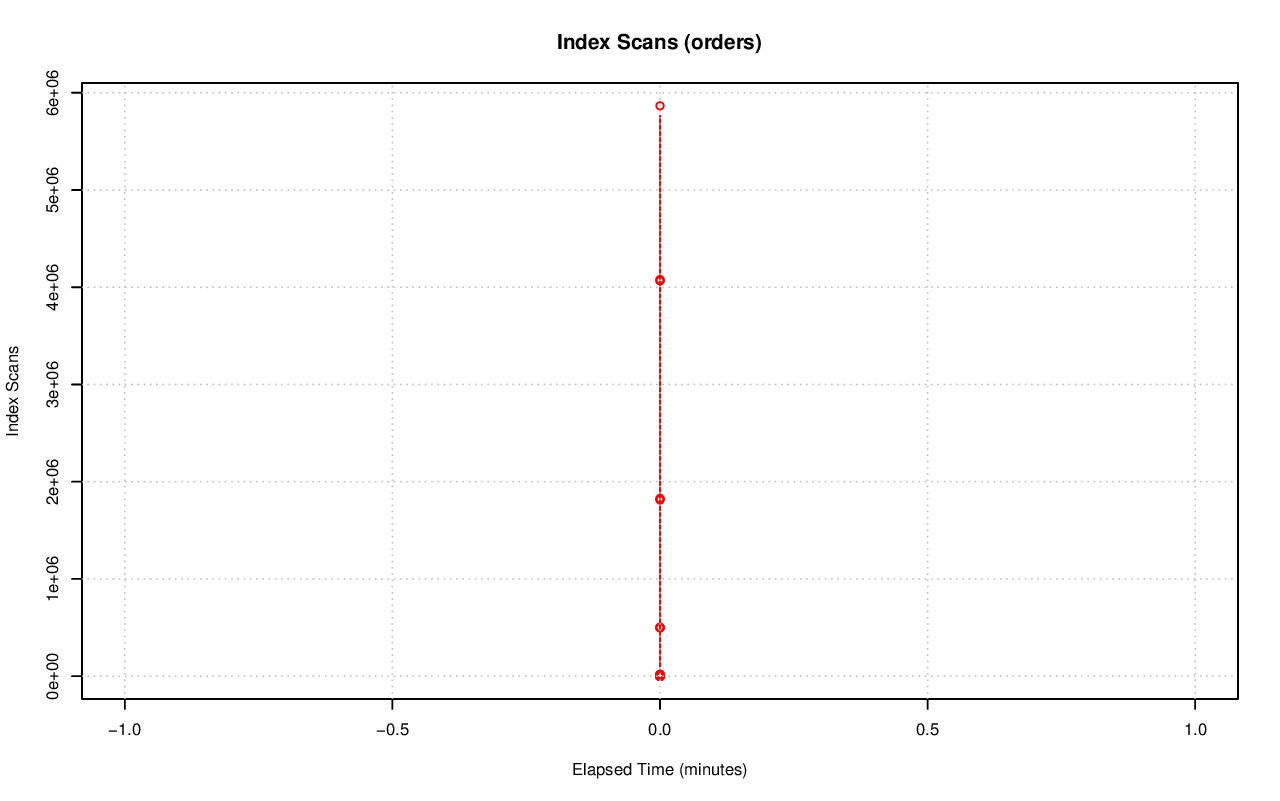 Index Scans (orders)
6e+06
5e+06
4e+06
3e+06
2e+06
1e+06
0e+00
Index Scans
−1.0 −0.5 0.0 0.5 1.0
Elapsed Time (minutes)